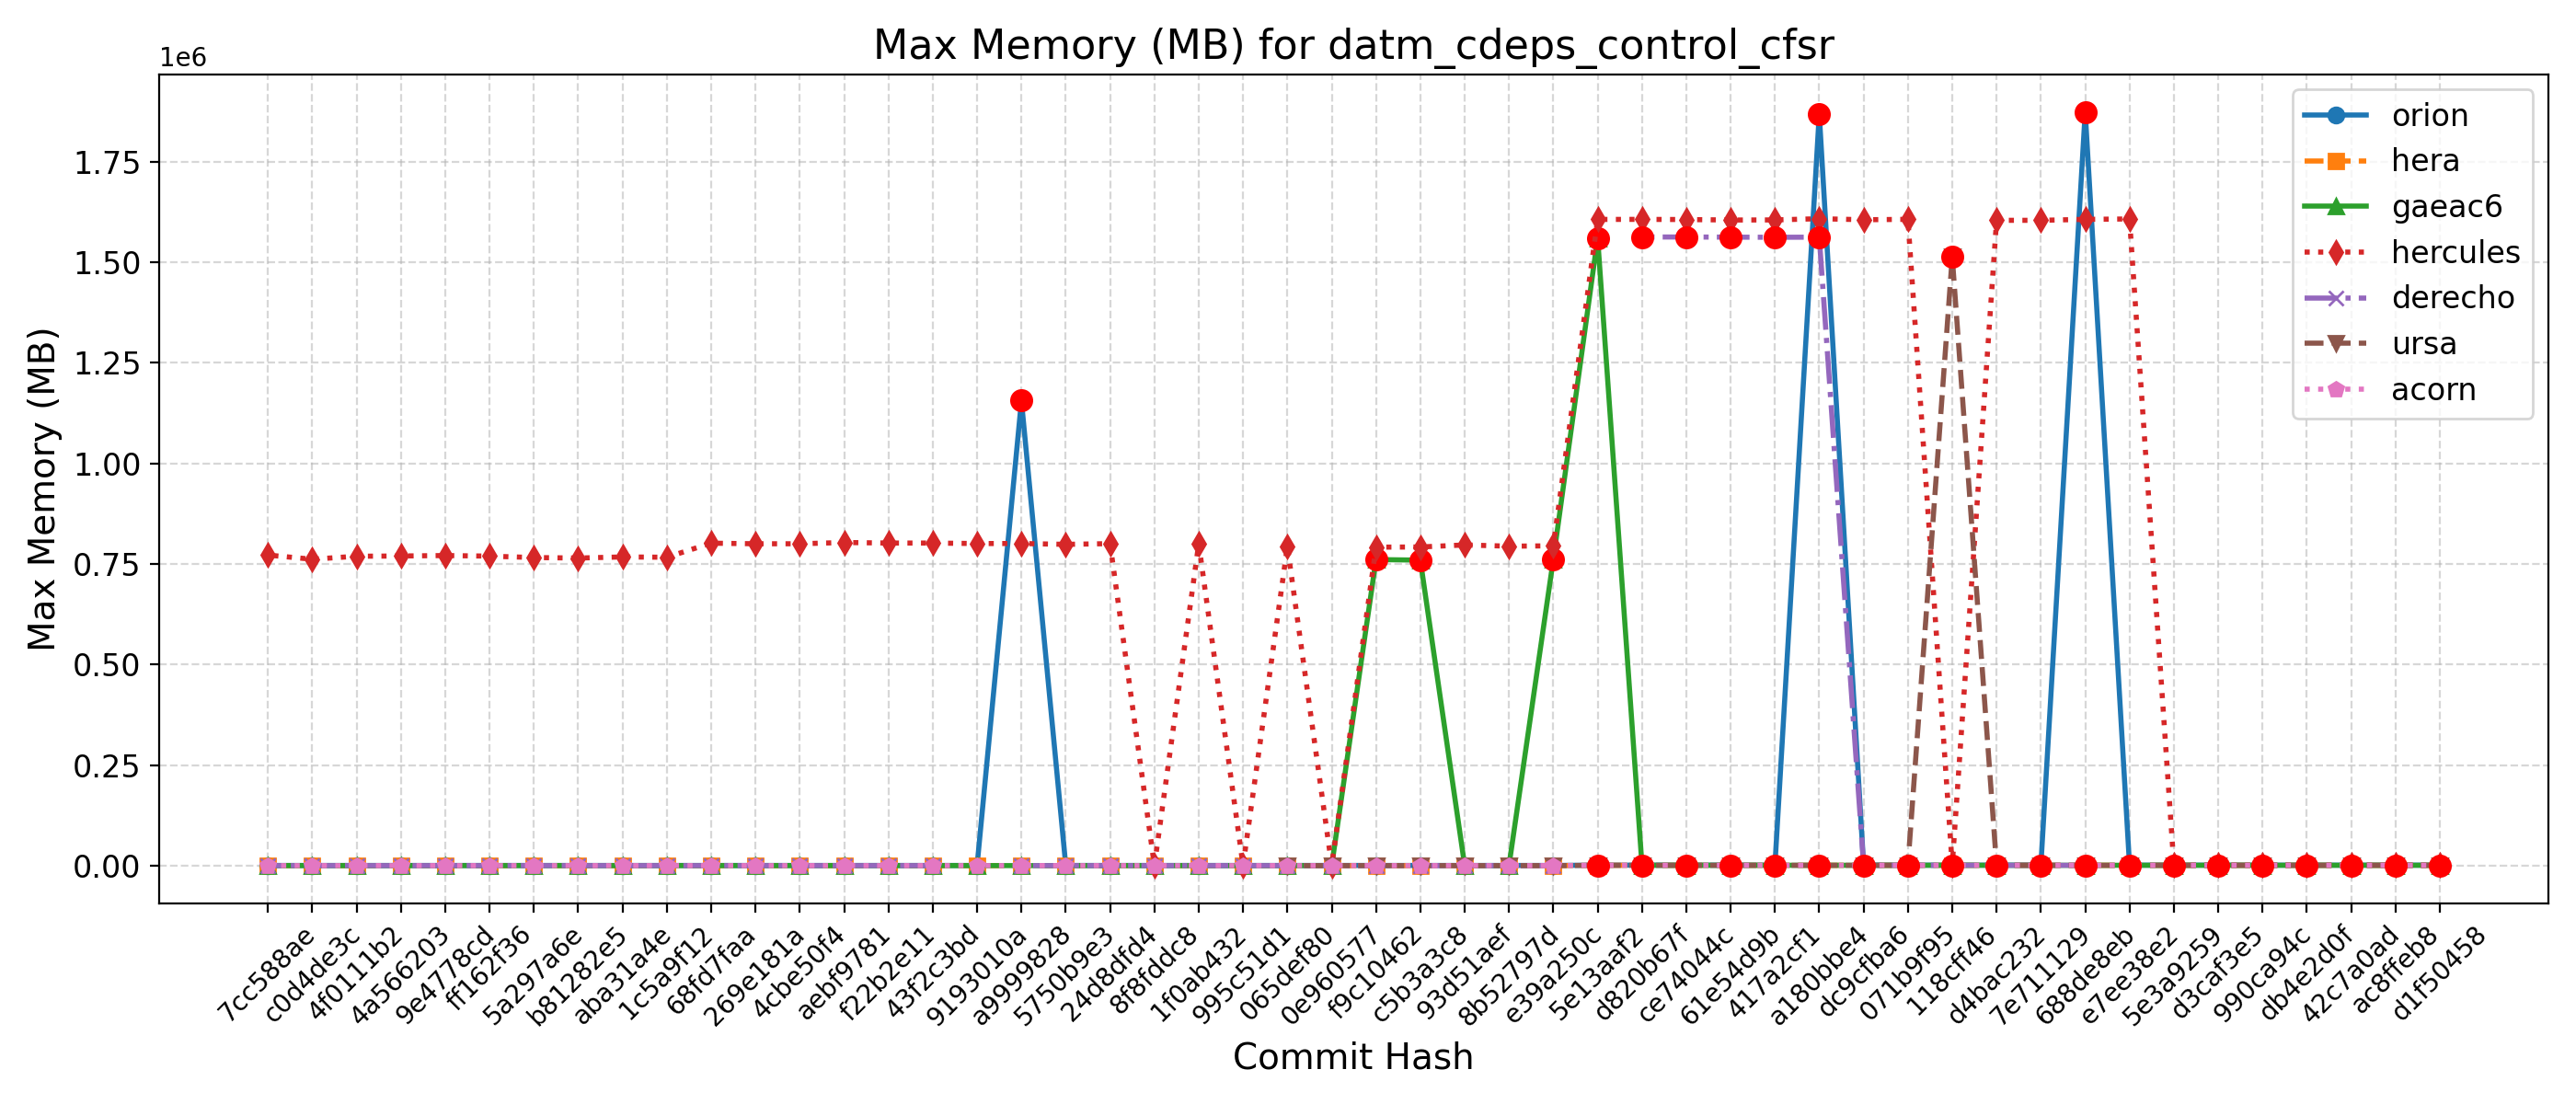 Max Memory (MB) for datm_cdeps_control_cfsr
1e6
1.75
1.50
1.25
1.00
0.75
0.50
0.25
0.00
Max Memory (MB)
orion
hera
gaeac6
hercules
derecho
ursa
acorn
7cc588ae
c0d4de3c
4f0111b2
4a566203
9e4778cd
ff162f36
5a297a6e
b81282e5
aba31a4e
1c5a9f12
68fd7faa
269e181a
4cbe50f4
aebf9781
f22b2e11
43f2c3bd
9193010a
a9999828
5750b9e3
24d8dfd4
8f8fddc8
1f0ab432
995c51d1
065def80
0e960577
f9c10462
c5b3a3c8
93d51aef
8b52797d
e39a250c
5e13aaf2
d820b67f
ce74044c
61e54d9b
417a2cf1
a180bbe4
dc9cfba6
071b9f95
118cff46
d4bac232
7e711129
688de8eb
e7ee38e2
5e3a9259
d3caf3e5
990ca94c
db4e2d0f
42c7a0ad
ac8ffeb8
d1f50458
Commit Hash